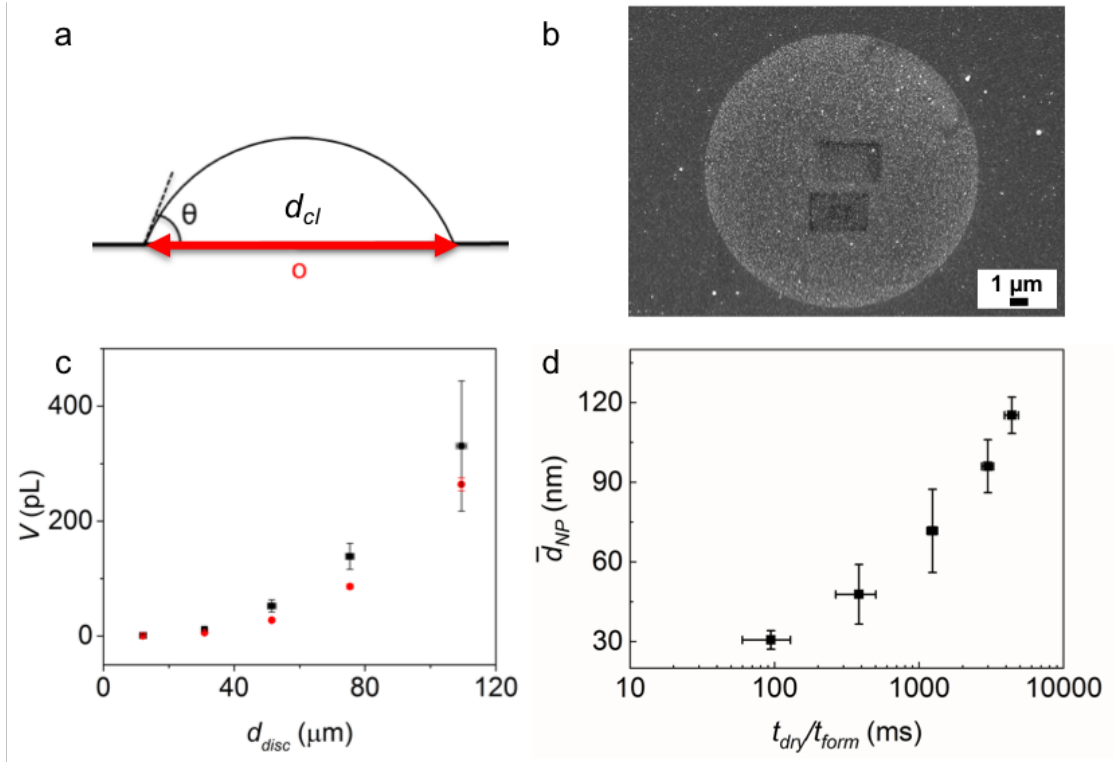 a
θ
d_cl
o
b
1 µm
c
V (pL)
400
200
0
0
40
80
120
d_disc (µm)
d
d̅_NP (nm)
120
90
60
30
10
100
1000
10000
t_dry/t_form (ms)